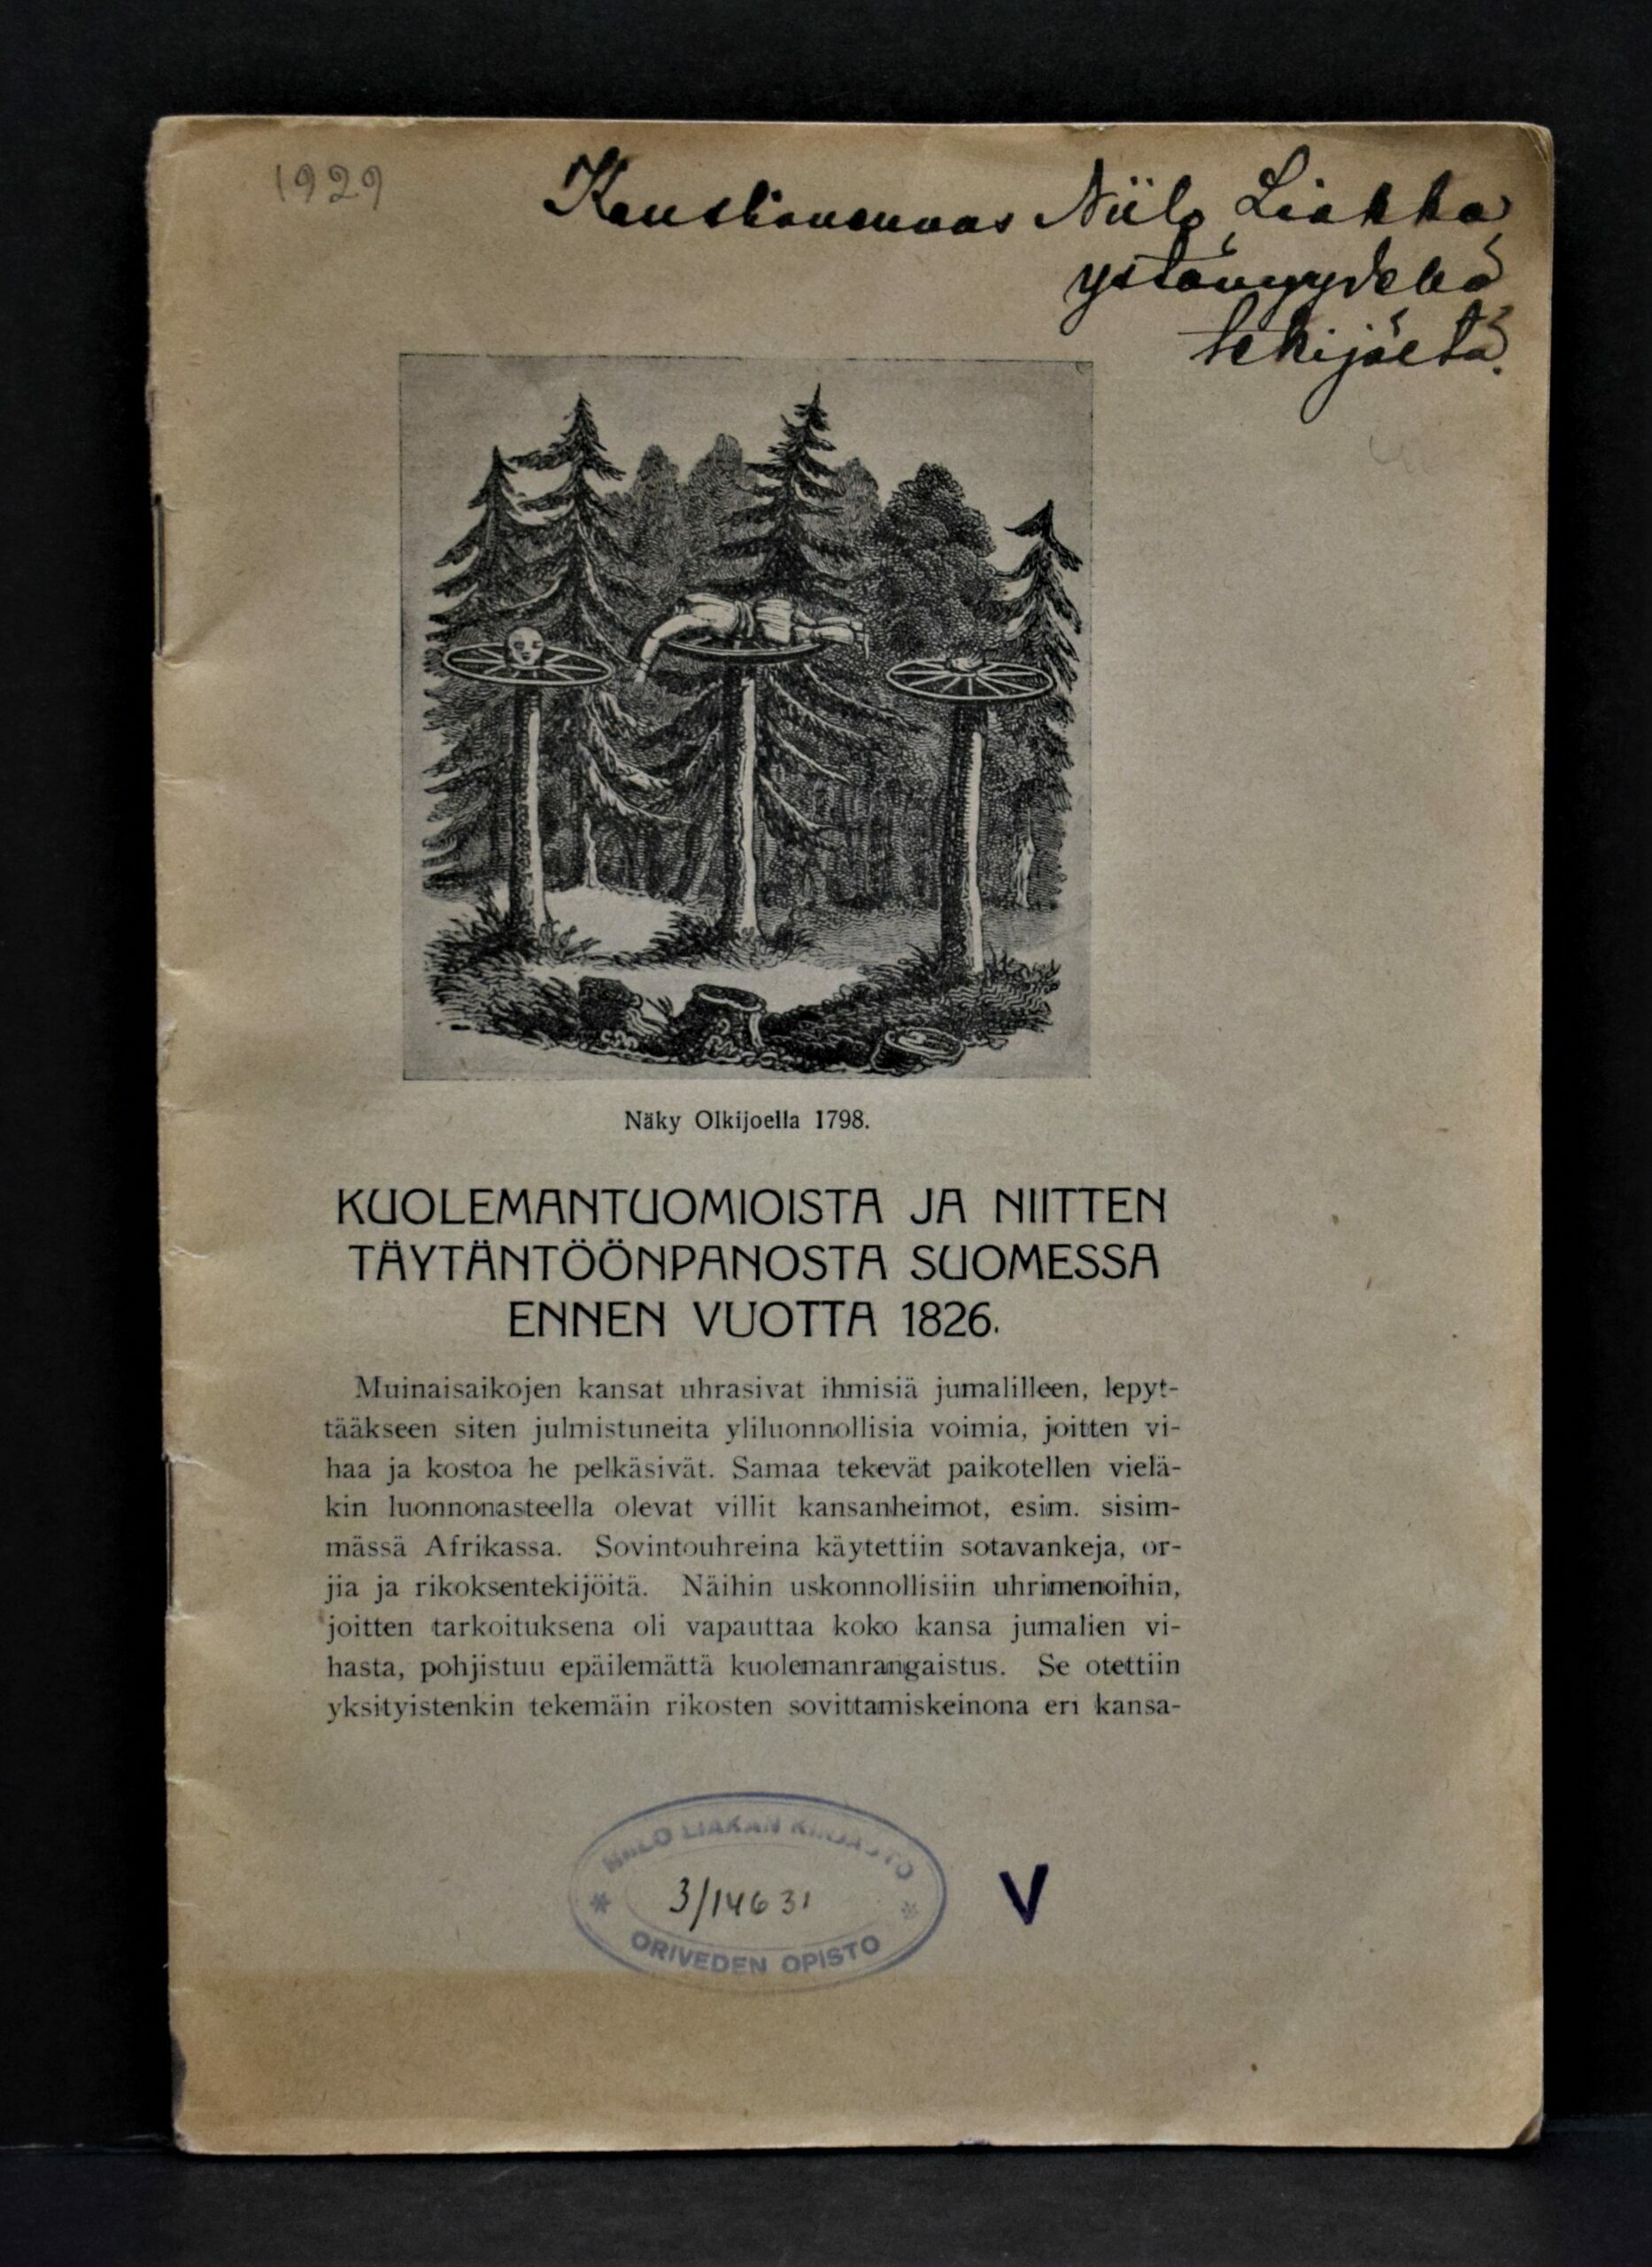 1929
Kanslianeuvos Niilo Liakka,
ystävyydellä
tekijältä.
Näky Olkijoella 1798.
KUOLEMANTUOMIOISTA JA NIITTEN
TÄYTÄNTÖÖNPANOSTA SUOMESSA
ENNEN VUOTTA 1826.
Muinaisaikojen kansat uhrasivat ihmisiä jumalilleen, lepyt-
tääkseen siten julmistuneita yliluonnollisia voimia, joitten vi-
haa ja kostoa he pelkäsivät. Samaa tekevät paikotellen vielä-
kin luonnonasteella olevat villit kansanheimot, esim. sisim-
mässä Afrikassa. Sovintouhreina käytettiin sotavankeja, or-
jia ja rikoksentekijöitä. Näihin uskonnollisiin uhrimenoihin,
joitten tarkoituksena oli vapauttaa koko kansa jumalien vi-
hasta, pohjistuu epäilemättä kuolemanrangaistus. Se otettiin
yksityistenkin tekemäin rikosten sovittamiskeinona eri kansa-
NIILO LIAKAN KIRJASTO
3/14631
ORIVEDEN OPISTO
V